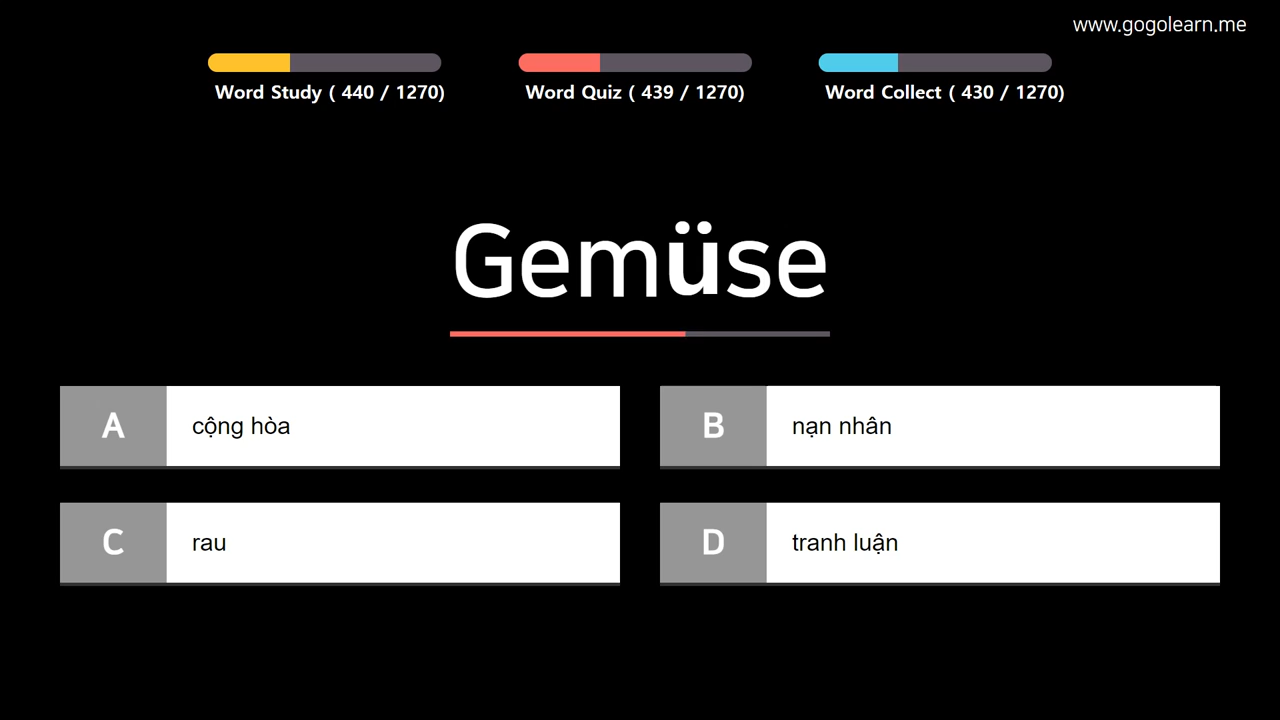 www.gogolearn.me
Word Study ( 440 / 1270)
Word Quiz ( 439 / 1270)
Word Collect ( 430 / 1270)
Gemüse
A cộng hòa
B nạn nhân
C rau
D tranh luận